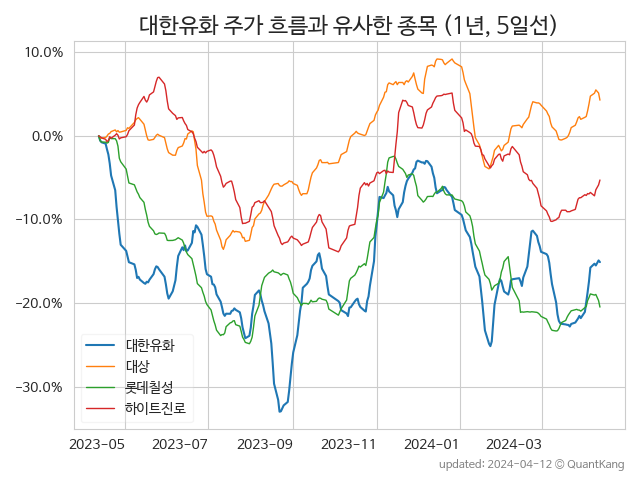 대한유화 주가 흐름과 유사한 종목 (1년, 5일선)
10.0%
0.0%
-10.0%
-20.0%
-30.0%
대한유화
대상
롯데칠성
하이트진로
2023-05 2023-07 2023-09 2023-11 2024-01 2024-03
updated: 2024-04-12 © QuantKang